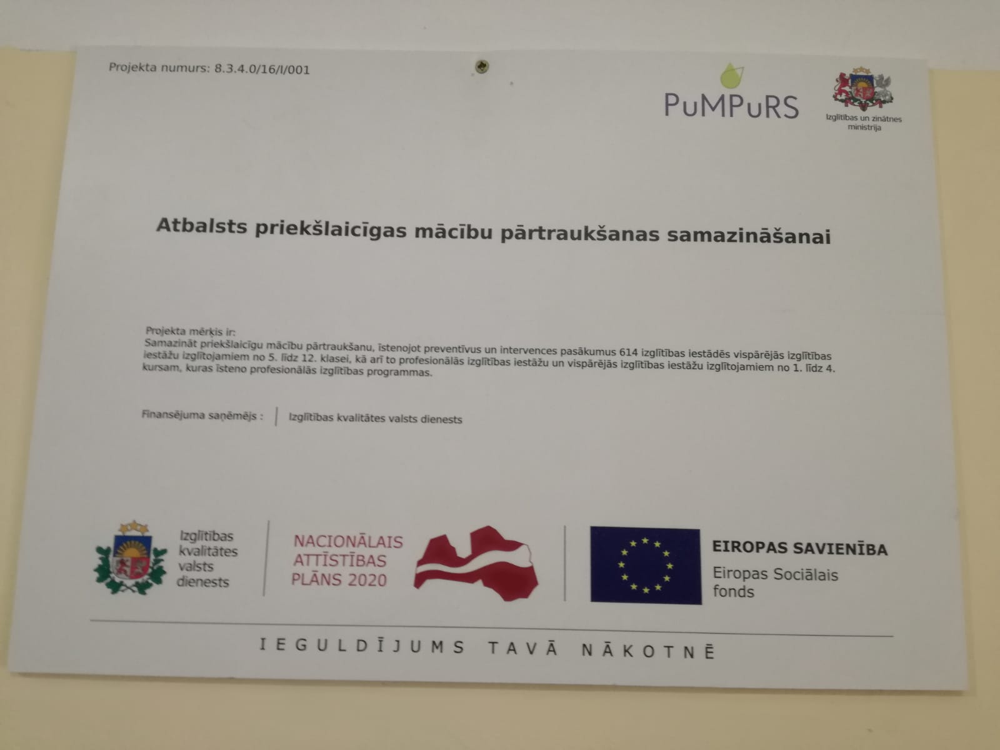 Projekta numurs: 8.3.4.0/16/I/001
PuMPuRS
Izglītības un zinātnes
ministrija
Atbalsts priekšlaicīgas mācību pārtraukšanas samazināšanai
Projekta mērķis ir:
Samazināt priekšlaicīgu mācību pārtraukšanu, īstenojot preventīvus un intervences pasākumus 614 izglītības iestādēs vispārējās izglītības
iestāžu izglītojamiem no 5. līdz 12. klasei, kā arī to profesionālās izglītības iestāžu un vispārējās izglītības iestāžu izglītojamiem no 1. līdz 4.
kursam, kuras īsteno profesionālās izglītības programmas.
Finansējuma saņēmējs : Izglītības kvalitātes valsts dienests
Izglītības
kvalitātes
valsts
dienests
NACIONĀLAIS
ATTĪSTĪBAS
PLĀNS 2020
EIROPAS SAVIENĪBA
Eiropas Sociālais
fonds
IEGULDĪJUMS TAVĀ NĀKOTNĒ